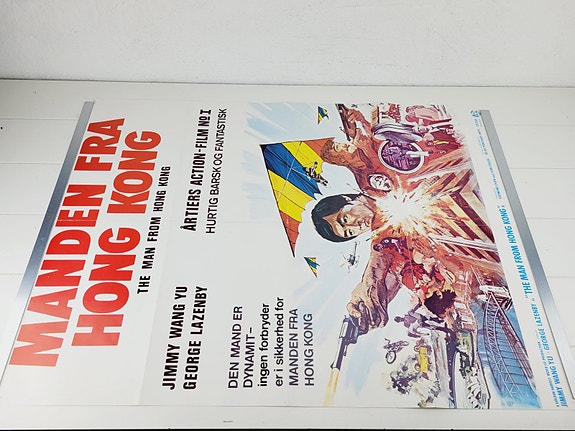 MANDEN FRA
HONG KONG
THE MAN FROM HONG KONG
JIMMY WANG YU
GEORGE LAZENBY
ÅRTIERS ACTION-FILM Nº 1
HURTIG BARSK OG FANTASTISK
DEN MAND ER
DYNAMIT–
ingen forbryder
er i sikkerhed for
MANDEN FRA
HONG KONG
"THE MAN FROM HONG KONG"
JIMMY WANG YU · GEORGE LAZENBY